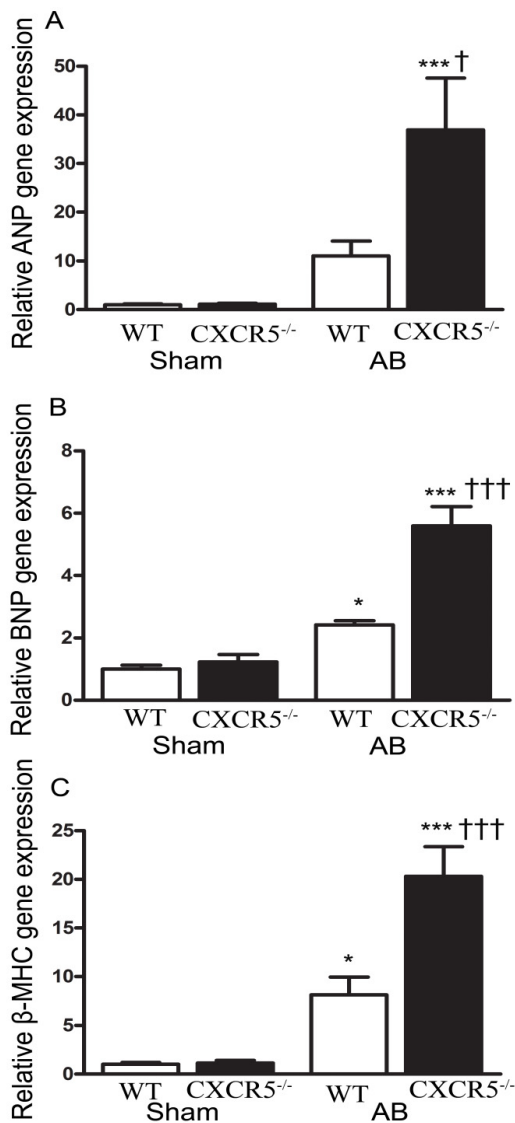 A
Relative ANP gene expression
50
40
30
20
10
0
*** †
WT CXCR5-/- WT CXCR5-/-
Sham AB
B
Relative BNP gene expression
8
6
4
2
0
*
*** †††
WT CXCR5-/- WT CXCR5-/-
Sham AB
C
Relative β-MHC gene expression
25
20
15
10
5
0
*
*** †††
WT CXCR5-/- WT CXCR5-/-
Sham AB